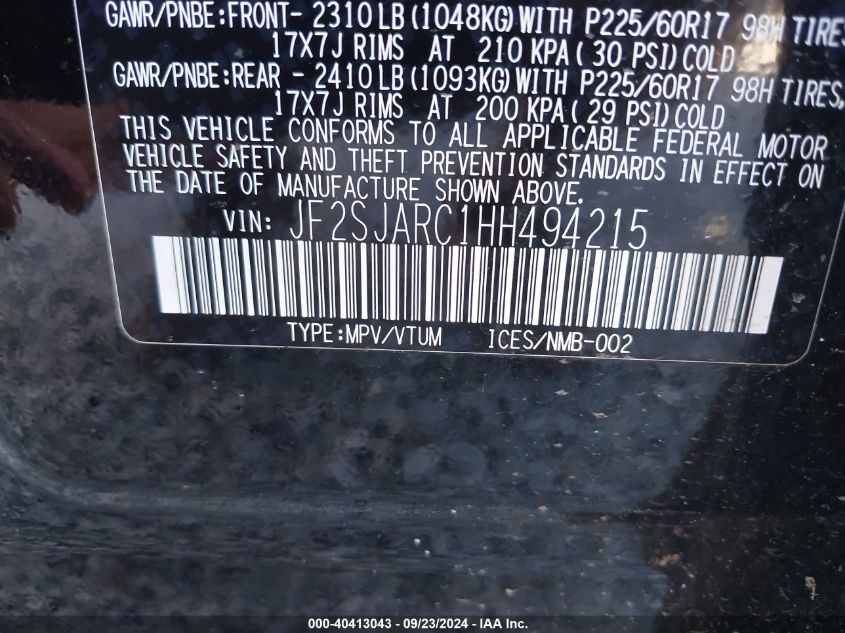 GAWR/PNBE:FRONT- 2310 LB (1048KG) WITH P225/60R17 98H TIRES
17X7J RIMS AT 210 KPA (30 PSI) COLD
GAWR/PNBE:REAR - 2410 LB (1093KG) WITH P225/60R17 98H TIRES,
17X7J RIMS AT 200 KPA (29 PSI) COLD
THIS VEHICLE CONFORMS TO ALL APPLICABLE FEDERAL MOTOR
VEHICLE SAFETY AND THEFT PREVENTION STANDARDS IN EFFECT ON
THE DATE OF MANUFACTURE SHOWN ABOVE.
VIN: JF2SJARC1HH494215
TYPE:MPV/VTUM ICES/NMB-002
000-40413043 - 09/23/2024 - IAA Inc.